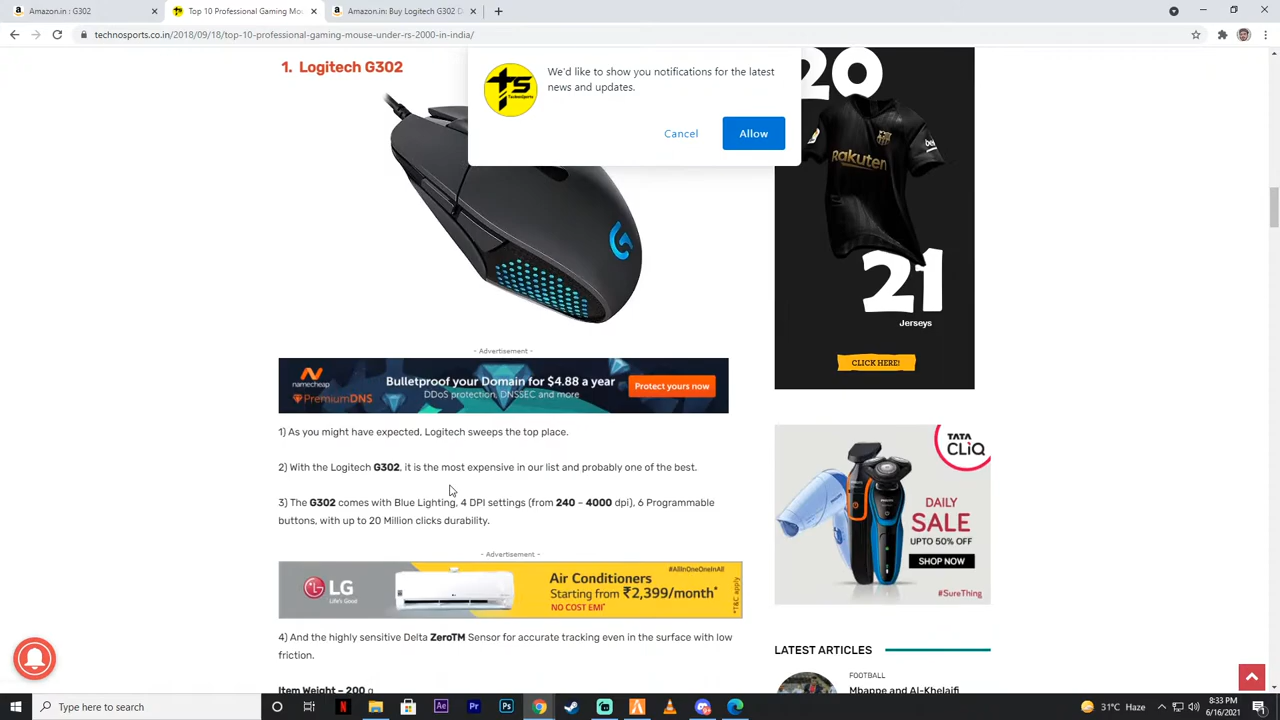 Amazon.in : G302
Top 10 Professional Gaming Mo
Amazon.in: Buy Logitech G302 D
technosports.co.in/2018/09/18/top-10-professional-gaming-mouse-under-rs-2000-in-india/
1. Logitech G302
TS
TechnoSports
We'd like to show you notifications for the latest
news and updates.
Cancel
Allow
20
beko
Rakuten
21
Jerseys
CLICK HERE!
- Advertisement -
namecheap
PremiumDNS
Bulletproof your Domain for $4.88 a year
DDoS protection, DNSSEC and more
Protect yours now
1) As you might have expected, Logitech sweeps the top place.
2) With the Logitech G302, it is the most expensive in our list and probably one of the best.
3) The G302 comes with Blue Lighting, 4 DPI settings (from 240 – 4000 dpi), 6 Programmable
buttons, with up to 20 Million clicks durability.
- Advertisement -
LG
Life's Good
Air Conditioners
Starting from ₹2,399/month*
NO COST EMI*
#AllInOneOneInAll
*T&C apply
4) And the highly sensitive Delta ZeroTM Sensor for accurate tracking even in the surface with low
friction.
Item Weight – 200 g
TATA
CLiQ
DAILY
SALE
UPTO 50% OFF
SHOP NOW
#SureThing
LATEST ARTICLES
FOOTBALL
Mbappe and Al-Khelaifi
Type here to search
31°C Haze
8:33 PM
6/16/2021